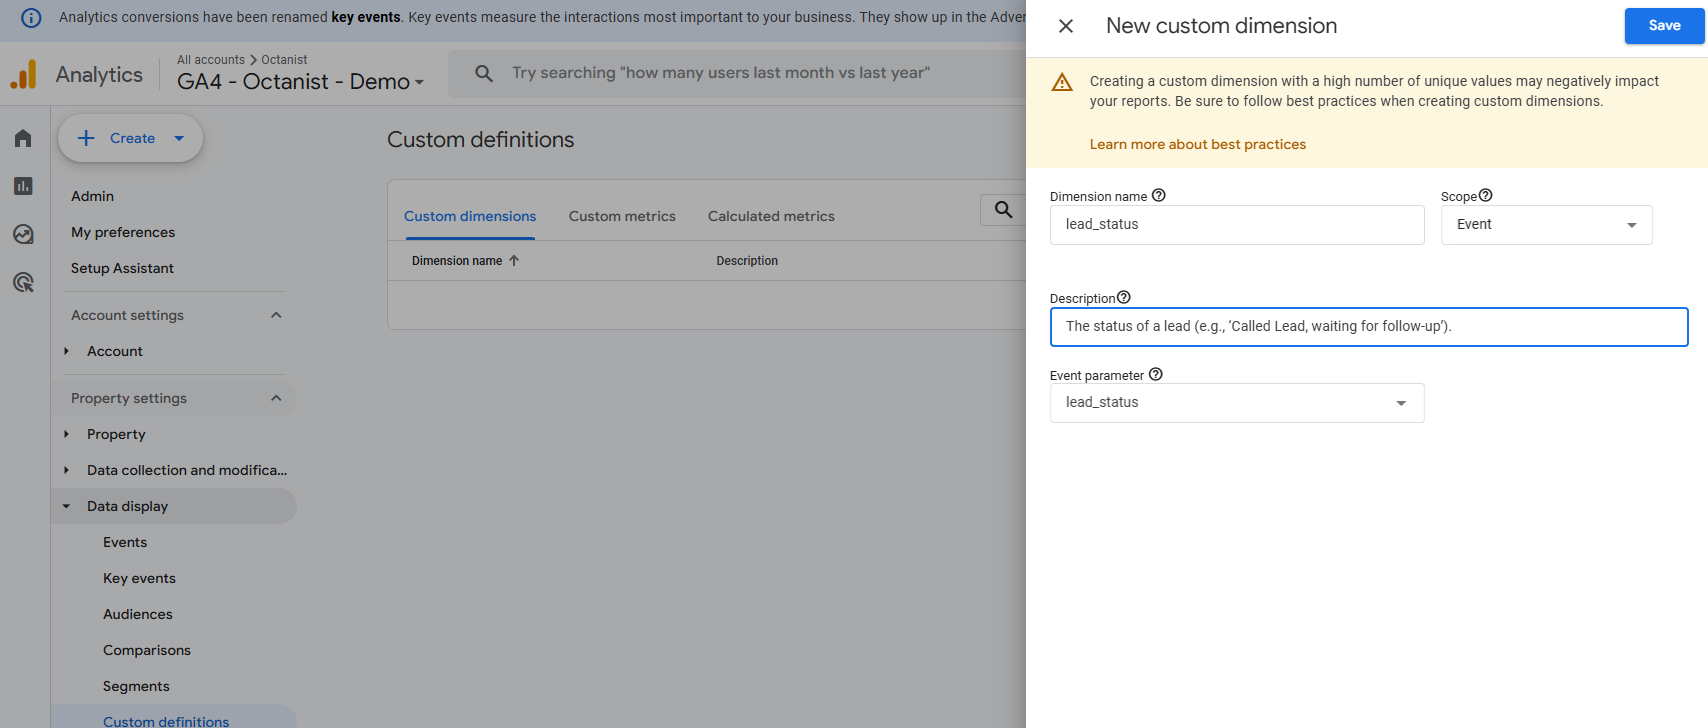 Analytics conversions have been renamed key events. Key events measure the interactions most important to your business. They show up in the Adver
Analytics
All accounts > Octanist
GA4 - Octanist - Demo
Try searching "how many users last month vs last year"
Create
Admin
My preferences
Setup Assistant
Account settings
Account
Property settings
Property
Data collection and modifica...
Data display
Events
Key events
Audiences
Comparisons
Segments
Custom definitions
Custom definitions
Custom dimensions
Custom metrics
Calculated metrics
Dimension name
Description
New custom dimension
Save
Creating a custom dimension with a high number of unique values may negatively impact
your reports. Be sure to follow best practices when creating custom dimensions.
Learn more about best practices
Dimension name
Scope
lead_status
Event
Description
The status of a lead (e.g., ‘Called Lead, waiting for follow-up’).
Event parameter
lead_status